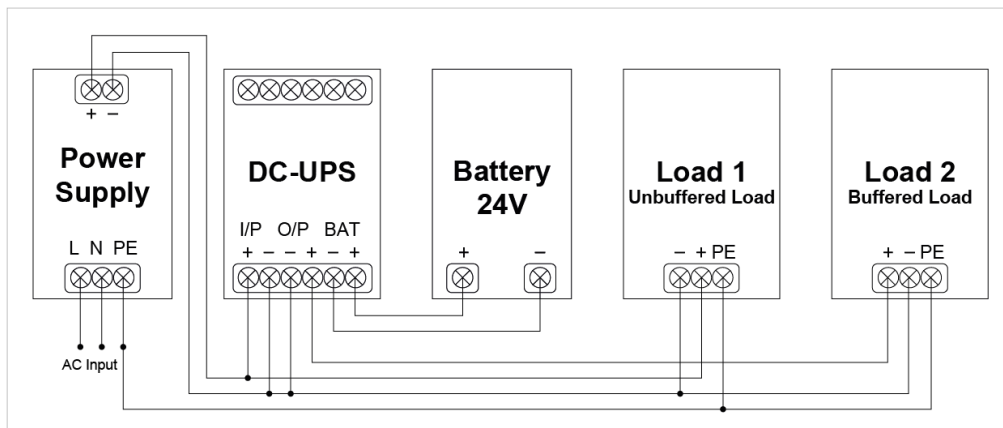 + −
Power
Supply
L N PE
AC Input
DC-UPS
I/P O/P BAT
+ − − + − +
Battery
24V
+ −
Load 1
Unbuffered Load
− + PE
Load 2
Buffered Load
+ − PE